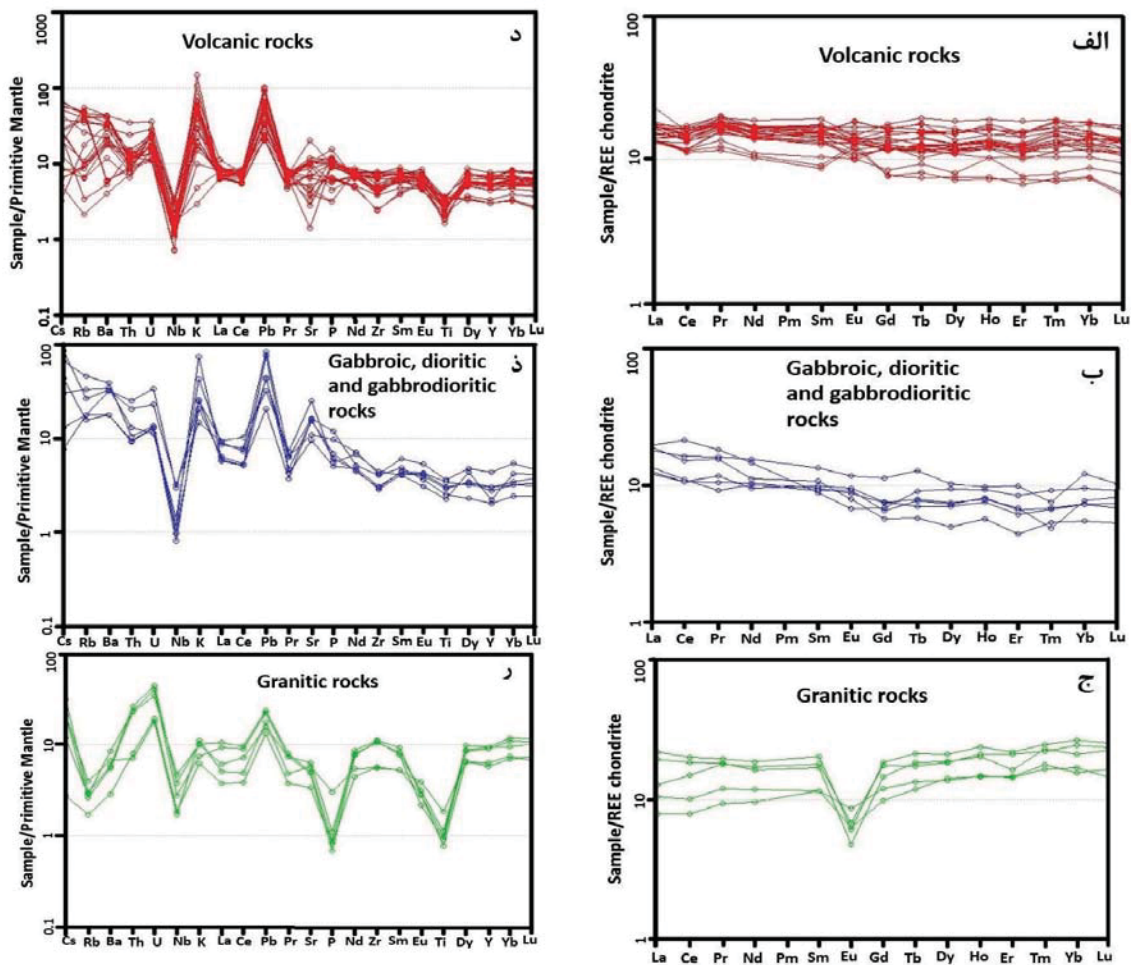 Volcanic rocks
د
Sample/Primitive Mantle
1000
100
10
1
0.1
Cs Rb Ba Th U Nb K La Ce Pb Pr Sr P Nd Zr Sm Eu Ti Dy Y Yb Lu
Volcanic rocks
الف
Sample/REE chondrite
100
10
1
La Ce Pr Nd Pm Sm Eu Gd Tb Dy Ho Er Tm Yb Lu
Gabbroic, dioritic
and gabbrodioritic
rocks
ذ
Sample/Primitive Mantle
100
10
1
0.1
Cs Rb Ba Th U Nb K La Ce Pb Pr Sr P Nd Zr Sm Eu Ti Dy Y Yb Lu
Gabbroic, dioritic
and gabbrodioritic
rocks
ب
Sample/REE chondrite
100
10
1
La Ce Pr Nd Pm Sm Eu Gd Tb Dy Ho Er Tm Yb Lu
Granitic rocks
ر
Sample/Primitive Mantle
100
10
1
0.1
Cs Rb Ba Th U Nb K La Ce Pb Pr Sr P Nd Zr Sm Eu Ti Dy Y Yb Lu
Granitic rocks
ج
Sample/REE chondrite
100
10
1
La Ce Pr Nd Pm Sm Eu Gd Tb Dy Ho Er Tm Yb Lu